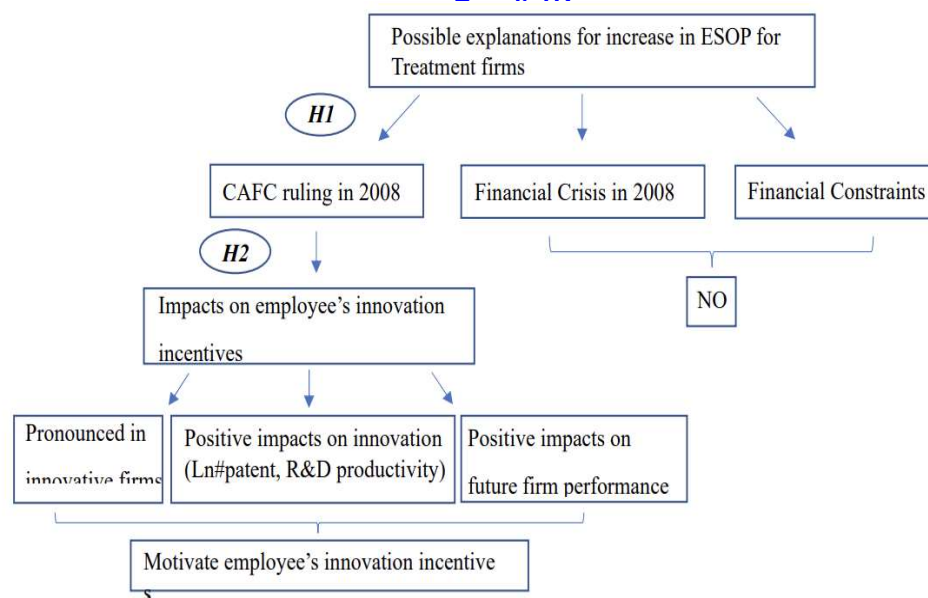 Possible explanations for increase in ESOP for
Treatment firms
H1
CAFC ruling in 2008
Financial Crisis in 2008
Financial Constraints
H2
NO
Impacts on employee's innovation
incentives
Pronounced in
innovative firms
Positive impacts on innovation
(Ln#patent, R&D productivity)
Positive impacts on
future firm performance
Motivate employee's innovation incentive
s